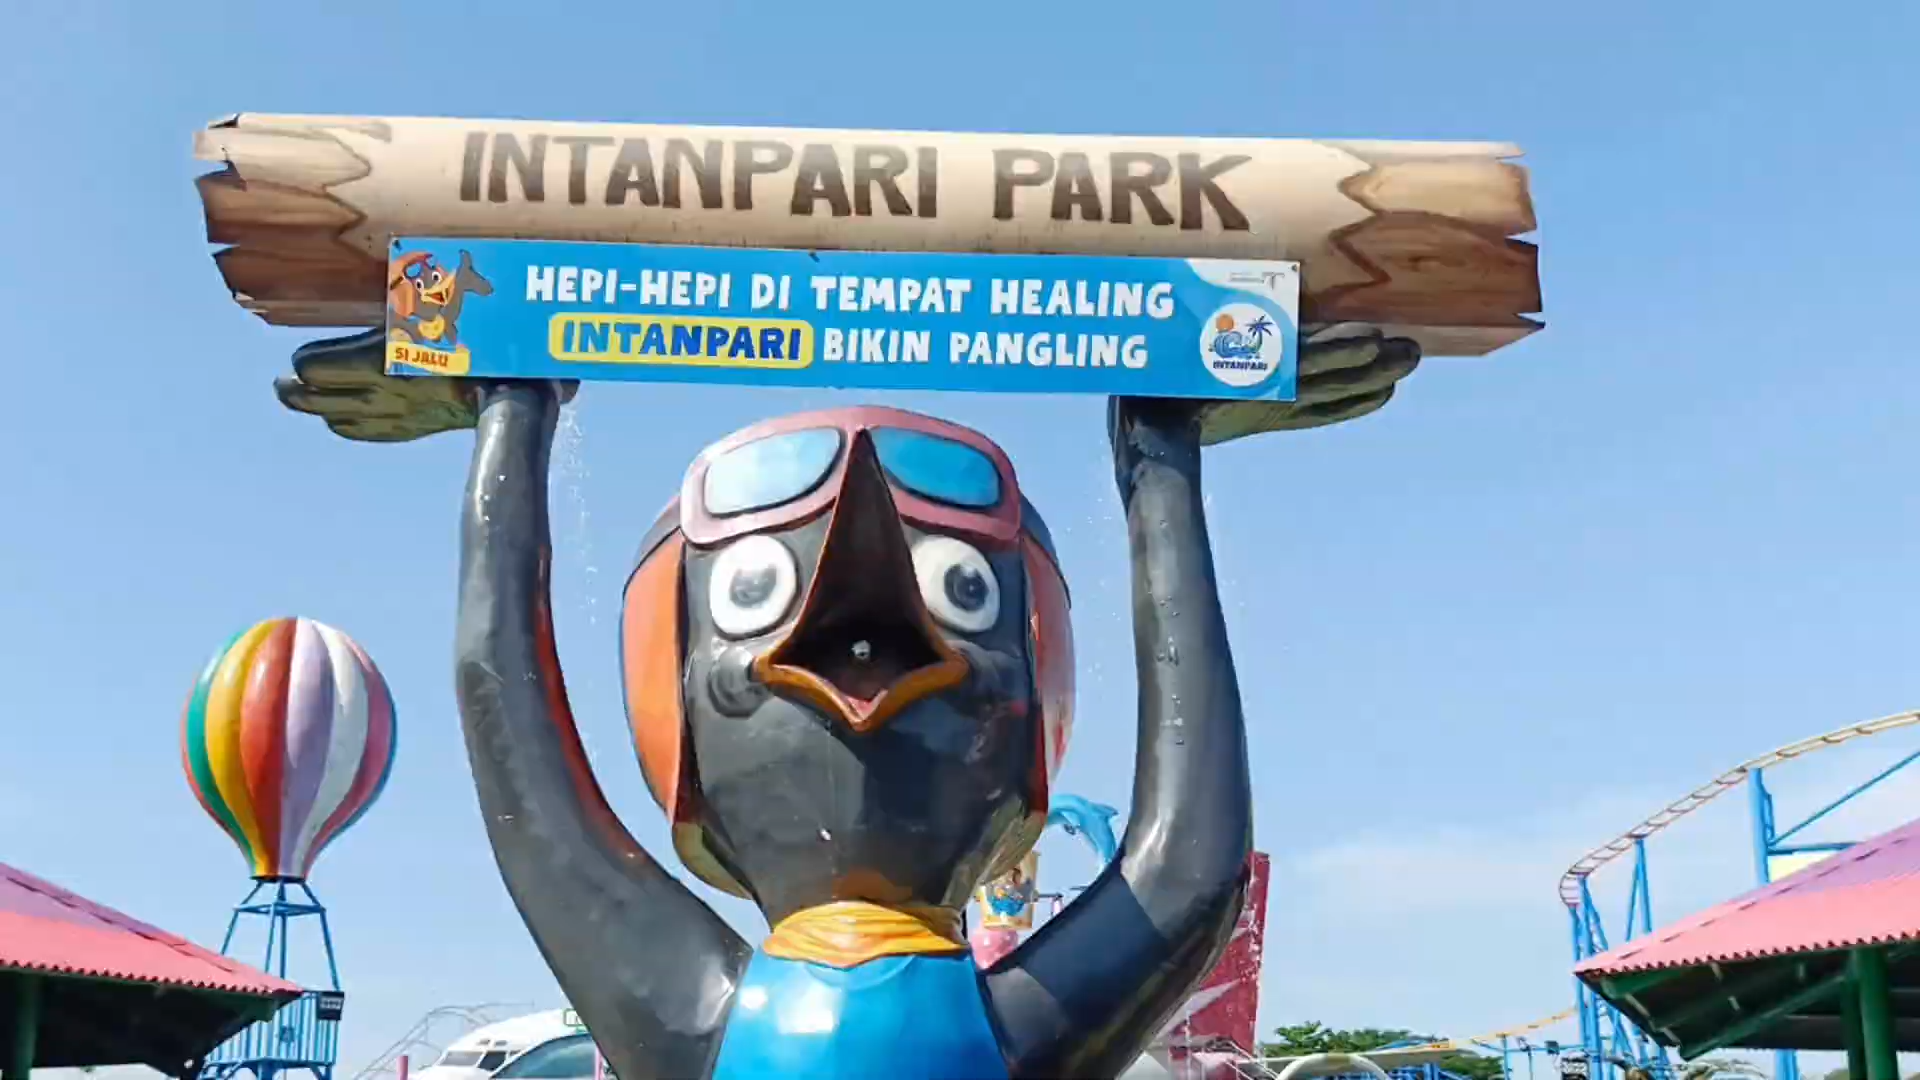 INTANPARI PARK
HEPI-HEPI DI TEMPAT HEALING
INTANPARI BIKIN PANGLING
SI JALU
INTANPARI